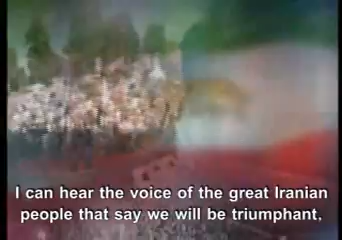 I can hear the voice of the great Iranian
people that say we will be triumphant,